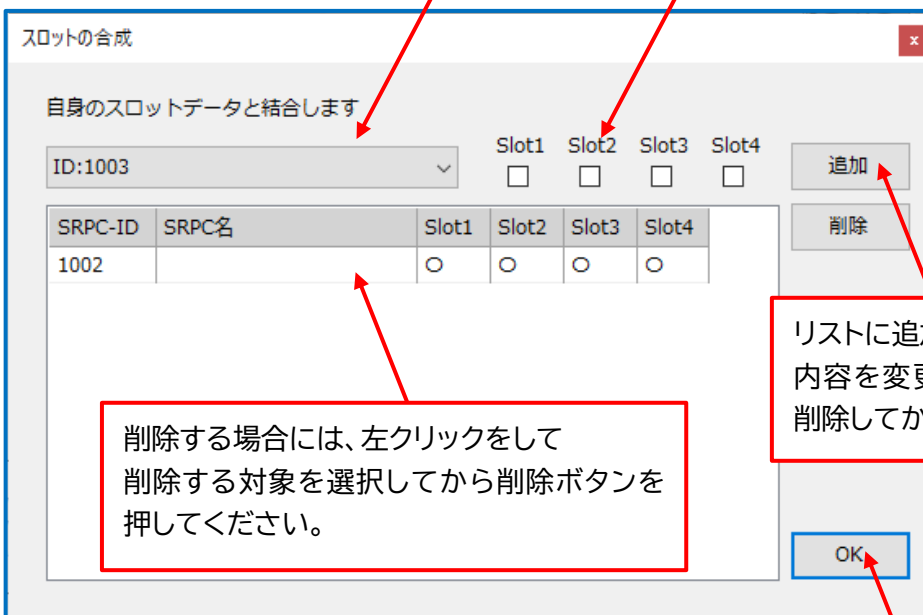 スロットの合成
x
自身のスロットデータと結合します
Slot1 Slot2 Slot3 Slot4
ID:1003
追加
削除
SRPC-ID SRPC名 Slot1 Slot2 Slot3 Slot4
1002 ○ ○ ○ ○
リストに追
内容を変
削除してか
削除する場合には、左クリックをして
削除する対象を選択してから削除ボタンを
押してください。
OK